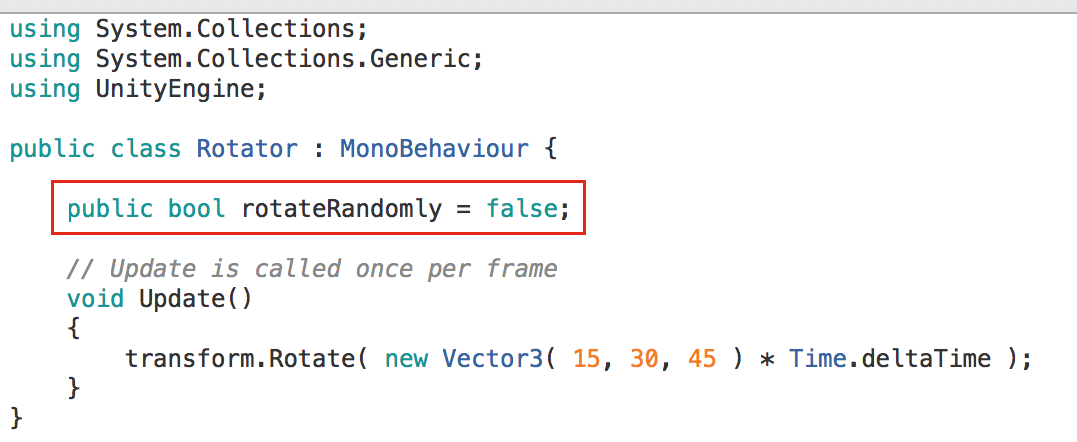 using System.Collections;
using System.Collections.Generic;
using UnityEngine;
public class Rotator : MonoBehaviour {
public bool rotateRandomly = false;
// Update is called once per frame
void Update()
{
transform.Rotate( new Vector3( 15, 30, 45 ) * Time.deltaTime );
}
}